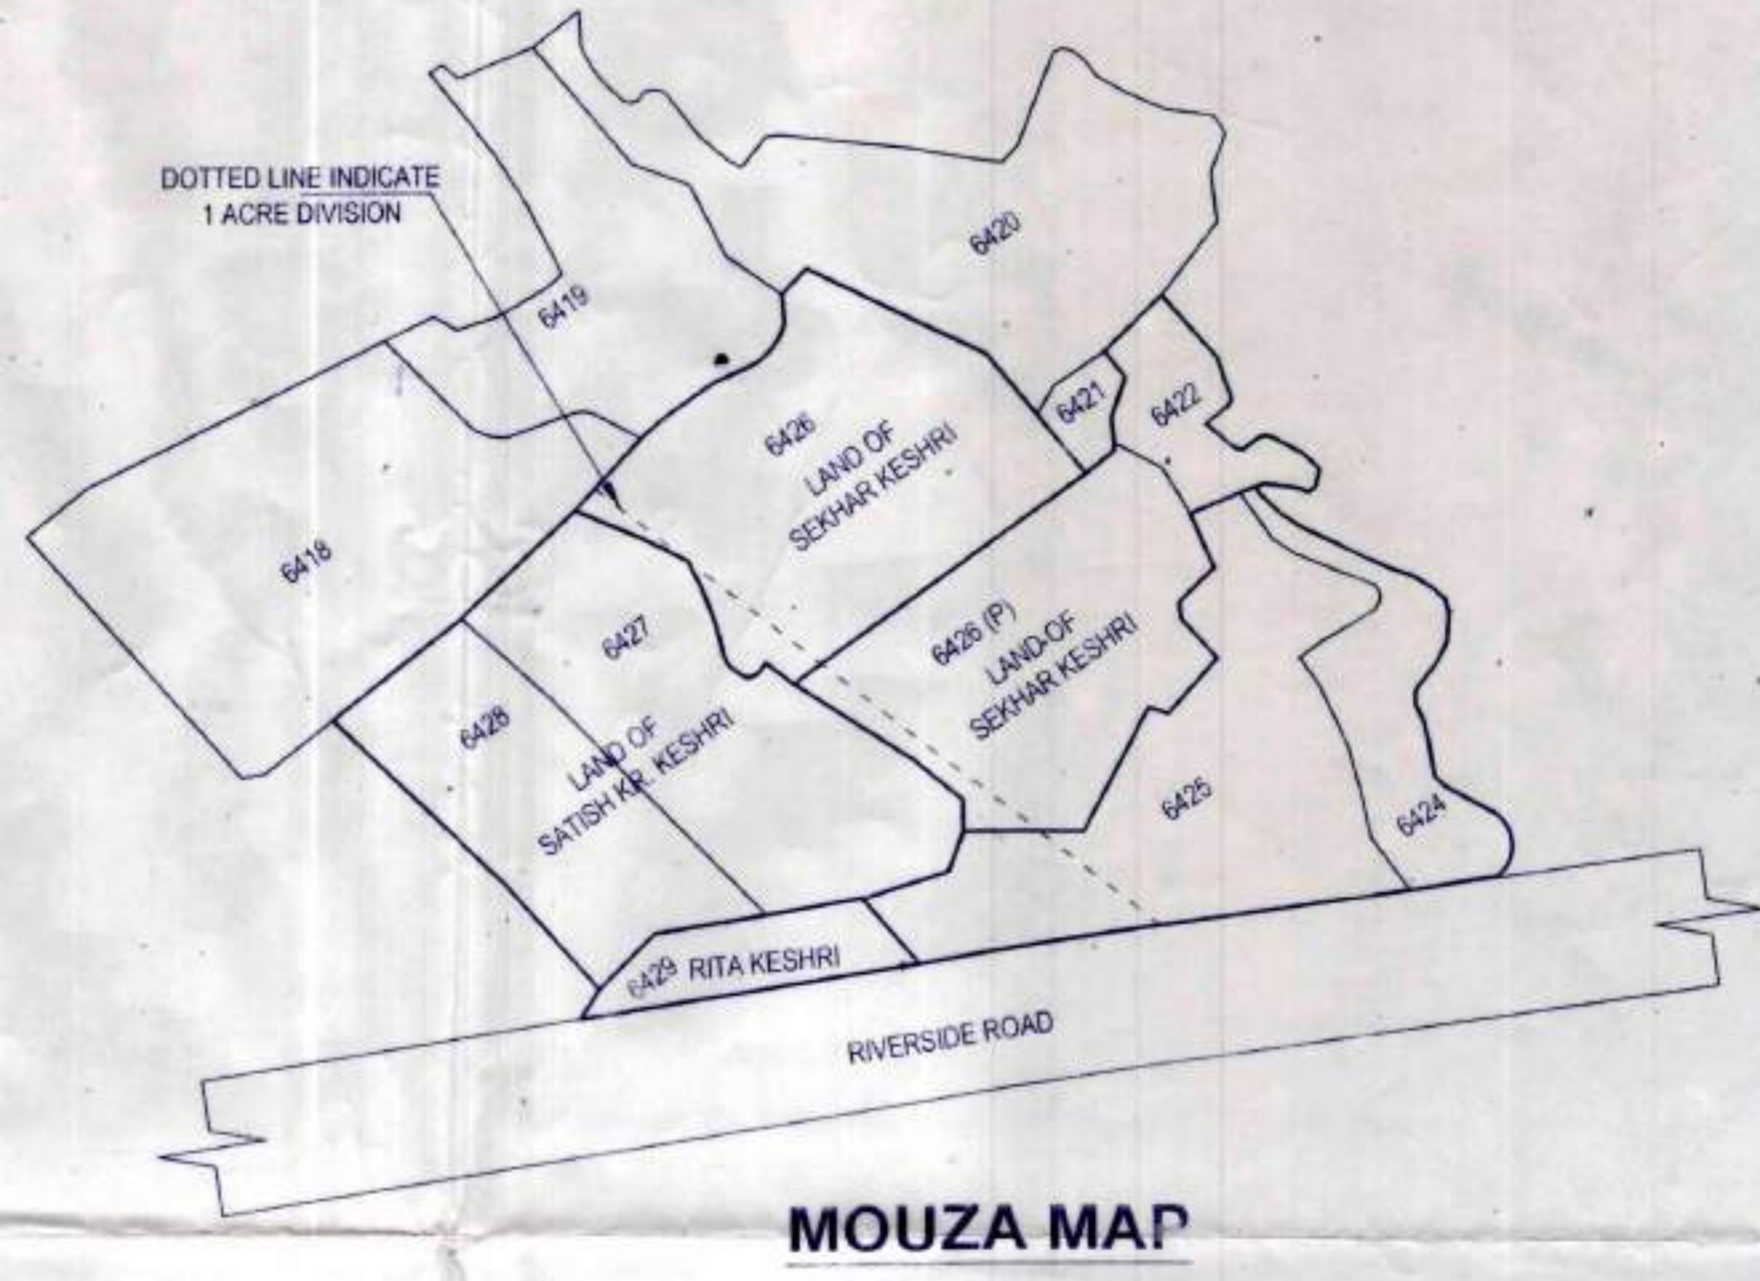 DOTTED LINE INDICATE
1 ACRE DIVISION
6420
6419
6421
6422
6426
LAND OF
SEKHAR KESHRI
6418
6427
6426 (P)
LAND-OF
SEKHAR KESHRI
6428
LAND OF
SATISH KR. KESHRI
6425
6424
6429
RITA KESHRI
RIVERSIDE ROAD
MOUZA MAP